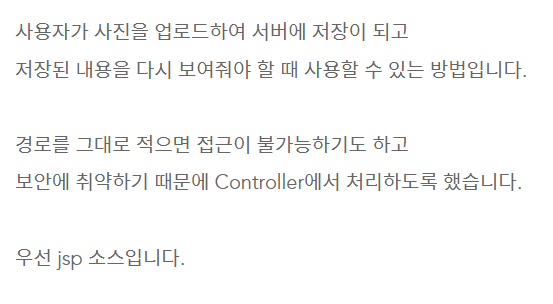 사용자가 사진을 업로드하여 서버에 저장이 되고
저장된 내용을 다시 보여줘야 할 때 사용할 수 있는 방법입니다.
경로를 그대로 적으면 접근이 불가능하기도 하고
보안에 취약하기 때문에 Controller에서 처리하도록 했습니다.
우선 jsp 소스입니다.